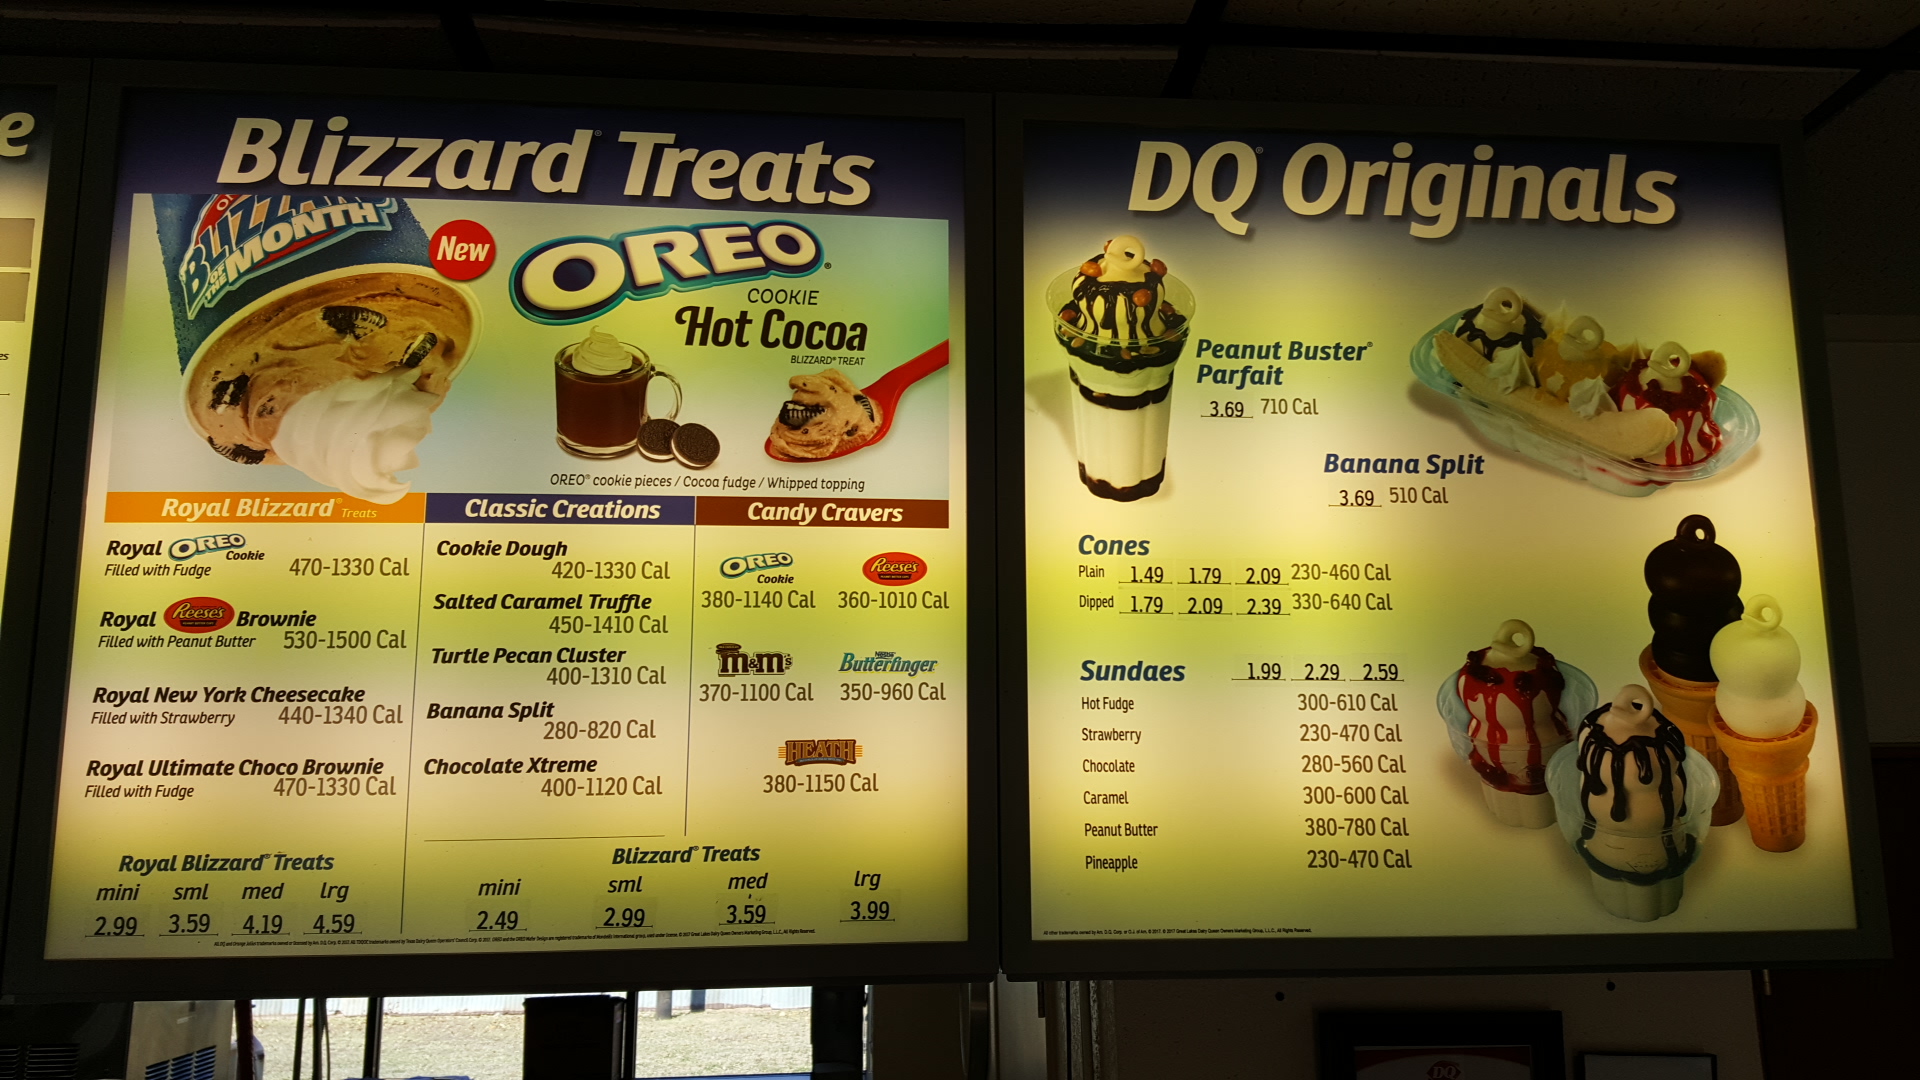 e
es
Blizzard® Treats
BLIZZARD
OF
THE MONTH
New
OREO®
COOKIE
Hot Cocoa
BLIZZARD® TREAT
OREO® cookie pieces / Cocoa fudge / Whipped topping
Royal Blizzard® Treats
Royal OREO Cookie
Filled with Fudge 470-1330 Cal
Royal Reese's Brownie
Filled with Peanut Butter 530-1500 Cal
Royal New York Cheesecake
Filled with Strawberry 440-1340 Cal
Royal Ultimate Choco Brownie
Filled with Fudge 470-1330 Cal
Royal Blizzard® Treats
mini sml med lrg
2.99 3.59 4.19 4.59
Classic Creations
Cookie Dough
420-1330 Cal
Salted Caramel Truffle
450-1410 Cal
Turtle Pecan Cluster
400-1310 Cal
Banana Split
280-820 Cal
Chocolate Xtreme
400-1120 Cal
Candy Cravers
OREO Cookie Reese's
380-1140 Cal 360-1010 Cal
m&m's Butterfinger
370-1100 Cal 350-960 Cal
HEATH
380-1150 Cal
Blizzard® Treats
mini sml med lrg
2.49 2.99 3.59 3.99
DQ® Originals
Peanut Buster®
Parfait
3.69 710 Cal
Banana Split
3.69 510 Cal
Cones
Plain 1.49 1.79 2.09 230-460 Cal
Dipped 1.79 2.09 2.39 330-640 Cal
Sundaes 1.99 2.29 2.59
Hot Fudge 300-610 Cal
Strawberry 230-470 Cal
Chocolate 280-560 Cal
Caramel 300-600 Cal
Peanut Butter 380-780 Cal
Pineapple 230-470 Cal
DQ